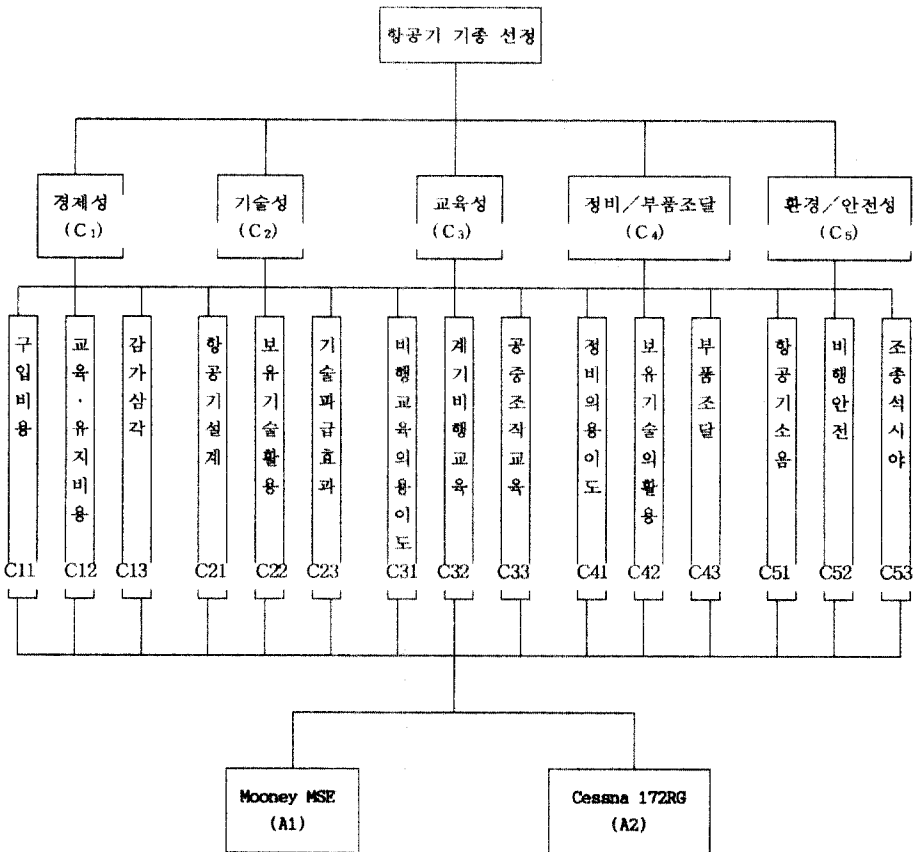 항공기 기종 선정
경제성
(C₁)
기술성
(C₂)
교육성
(C₃)
정비/부품조달
(C₄)
환경/안전성
(C₅)
구입비용
C11
교육·유지비용
C12
감가삼각
C13
항공기설계
C21
보유기술활용
C22
기술파급효과
C23
비행교육의용이도
C31
계기비행교육
C32
공중조작교육
C33
정비의용이도
C41
보유기술의활용
C42
부품조달
C43
항공기소음
C51
비행안전
C52
조종석시야
C53
Mooney MSE
(A1)
Cessna 172RG
(A2)